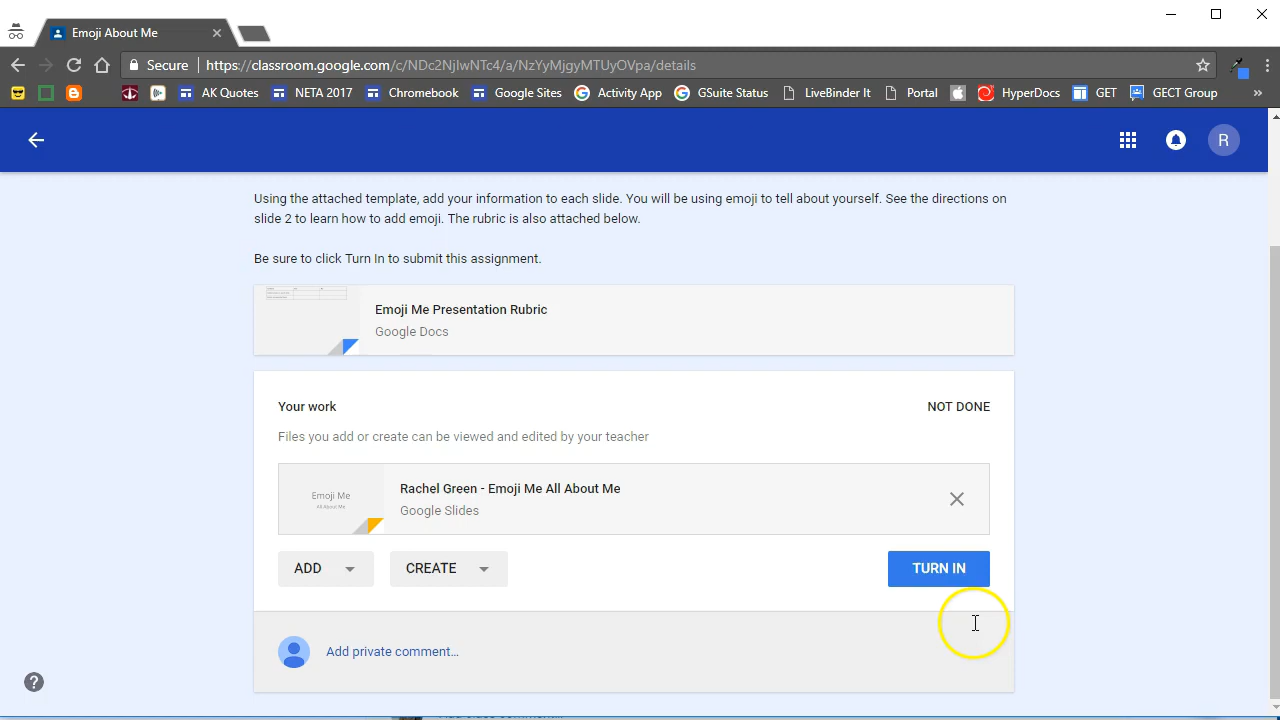 Emoji About Me
Secure https://classroom.google.com/c/NDc2NjIwNTc4/a/NzYyMjgyMTUyOVpa/details
AK Quotes NETA 2017 Chromebook Google Sites Activity App GSuite Status LiveBinder It Portal HyperDocs GET GECT Group »
R
Using the attached template, add your information to each slide. You will be using emoji to tell about yourself. See the directions on
slide 2 to learn how to add emoji. The rubric is also attached below.
Be sure to click Turn In to submit this assignment.
Emoji Me Presentation Rubric
Google Docs
Your work NOT DONE
Files you add or create can be viewed and edited by your teacher
Emoji Me
All About Me
Rachel Green - Emoji Me All About Me
Google Slides
ADD CREATE TURN IN
Add private comment...
?